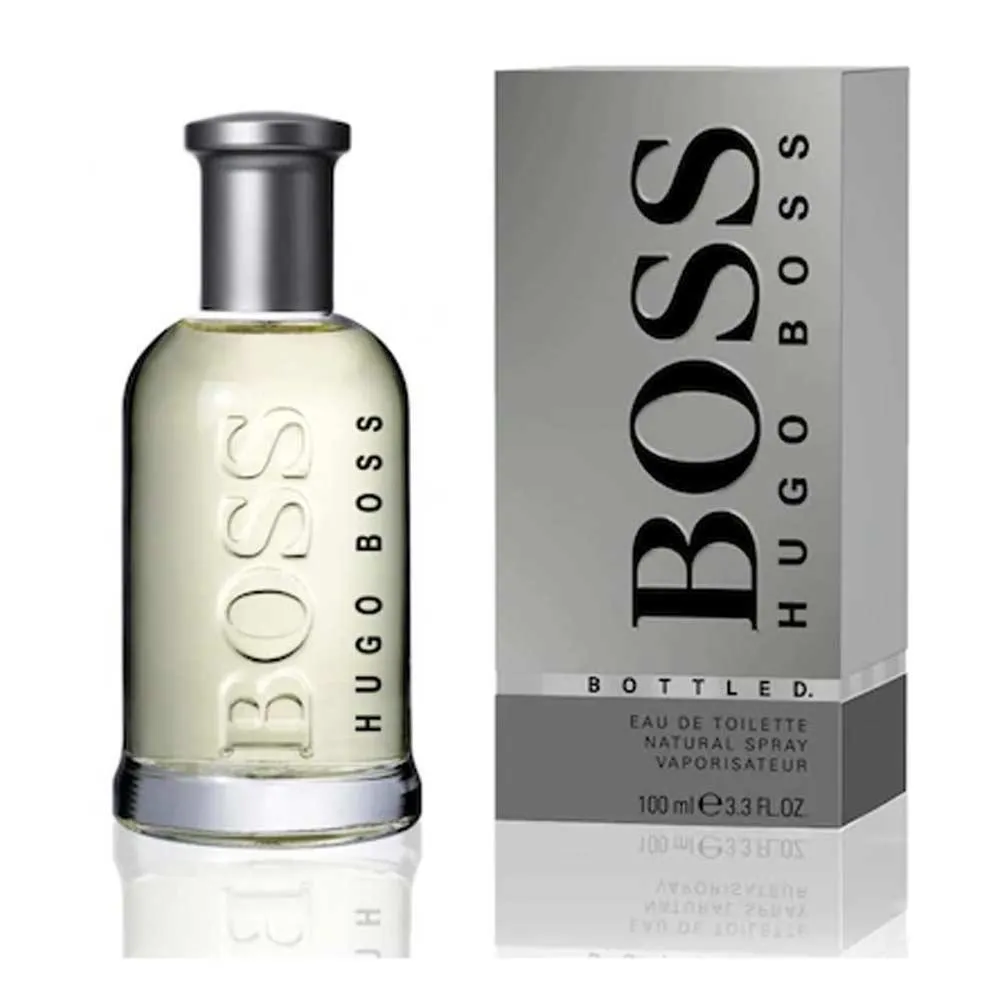 BOSS
HUGO BOSS
BOSS
HUGO BOSS
BOTTLED.
EAU DE TOILETTE
NATURAL SPRAY
VAPORISATEUR
100 ml ℮ 3.3 FL.OZ.